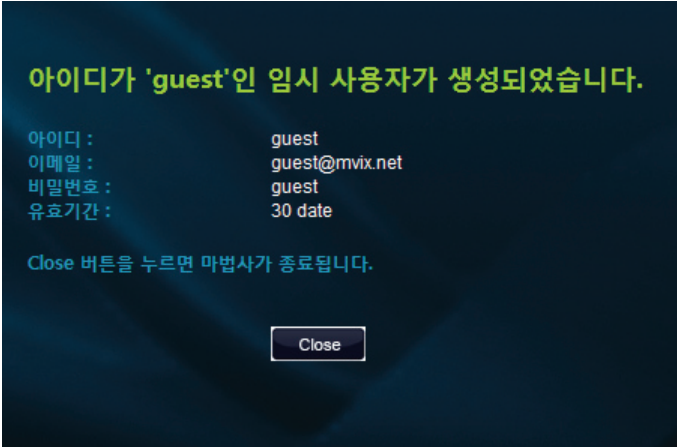 아이디가 'guest'인 임시 사용자가 생성되었습니다.
아이디 : guest
이메일 : guest@mvix.net
비밀번호 : guest
유효기간 : 30 date
Close 버튼을 누르면 마법사가 종료됩니다.
Close